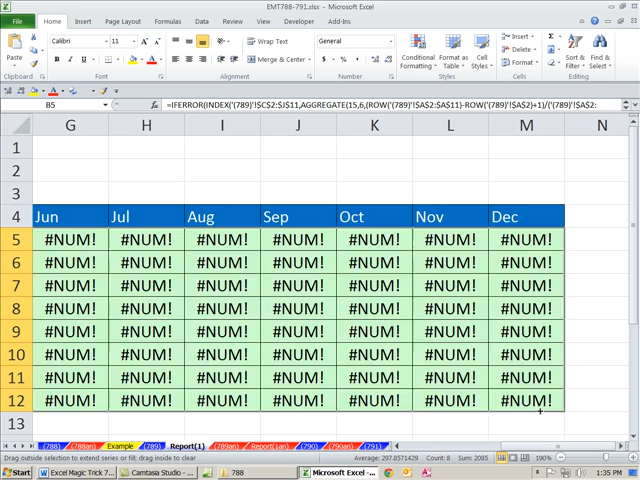 EMT788-791.xlsx - Microsoft Excel
File Home Insert Page Layout Formulas Data Review View Developer Add-Ins
Paste Calibri 11 A A Wrap Text General Conditional Formatting Format as Table Cell Styles Insert Delete Format Sort & Filter Find & Select
B I U Merge & Center $ % ,
Clipboard Font Alignment Number Styles Cells Editing
B5 fx =IFERROR(INDEX('(789)'!$C$2:$J$11,AGGREGATE(15,6,(ROW('(789)'!$A$2:$A$11)-ROW('(789)'!$A$2)+1)/('(789)'!$A$2:
G H I J K L M N
1
2
3
4 Jun Jul Aug Sep Oct Nov Dec
5 #NUM! #NUM! #NUM! #NUM! #NUM! #NUM! #NUM!
6 #NUM! #NUM! #NUM! #NUM! #NUM! #NUM! #NUM!
7 #NUM! #NUM! #NUM! #NUM! #NUM! #NUM! #NUM!
8 #NUM! #NUM! #NUM! #NUM! #NUM! #NUM! #NUM!
9 #NUM! #NUM! #NUM! #NUM! #NUM! #NUM! #NUM!
10 #NUM! #NUM! #NUM! #NUM! #NUM! #NUM! #NUM!
11 #NUM! #NUM! #NUM! #NUM! #NUM! #NUM! #NUM!
12 #NUM! #NUM! #NUM! #NUM! #NUM! #NUM! #NUM!
13
(788) (788an) Example (789) Report(1) (789an) Report(1an) (790) (790an) (791)
Drag outside selection to extend series or fill; drag inside to clear Average: 297.8571429 Count: 8 Sum: 2085 190%
Start Excel Magic Trick 7... Camtasia Studio - ... 788 Microsoft Excel - ... 1:35 PM